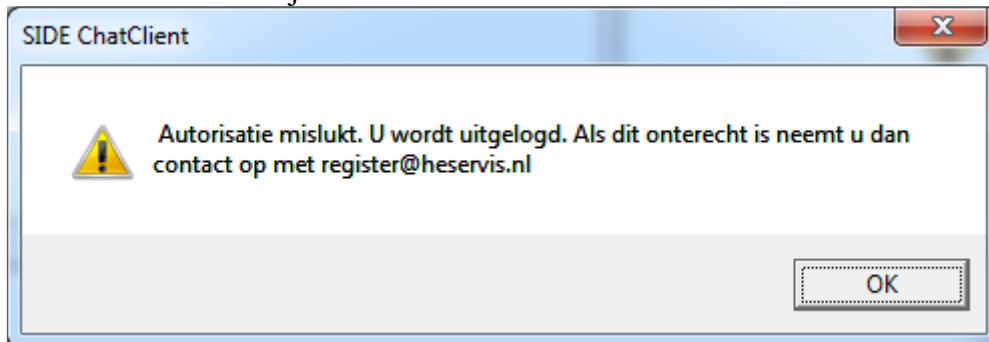 SIDE ChatClient
Autorisatie mislukt. U wordt uitgelogd. Als dit onterecht is neemt u dan
contact op met register@heservis.nl
OK